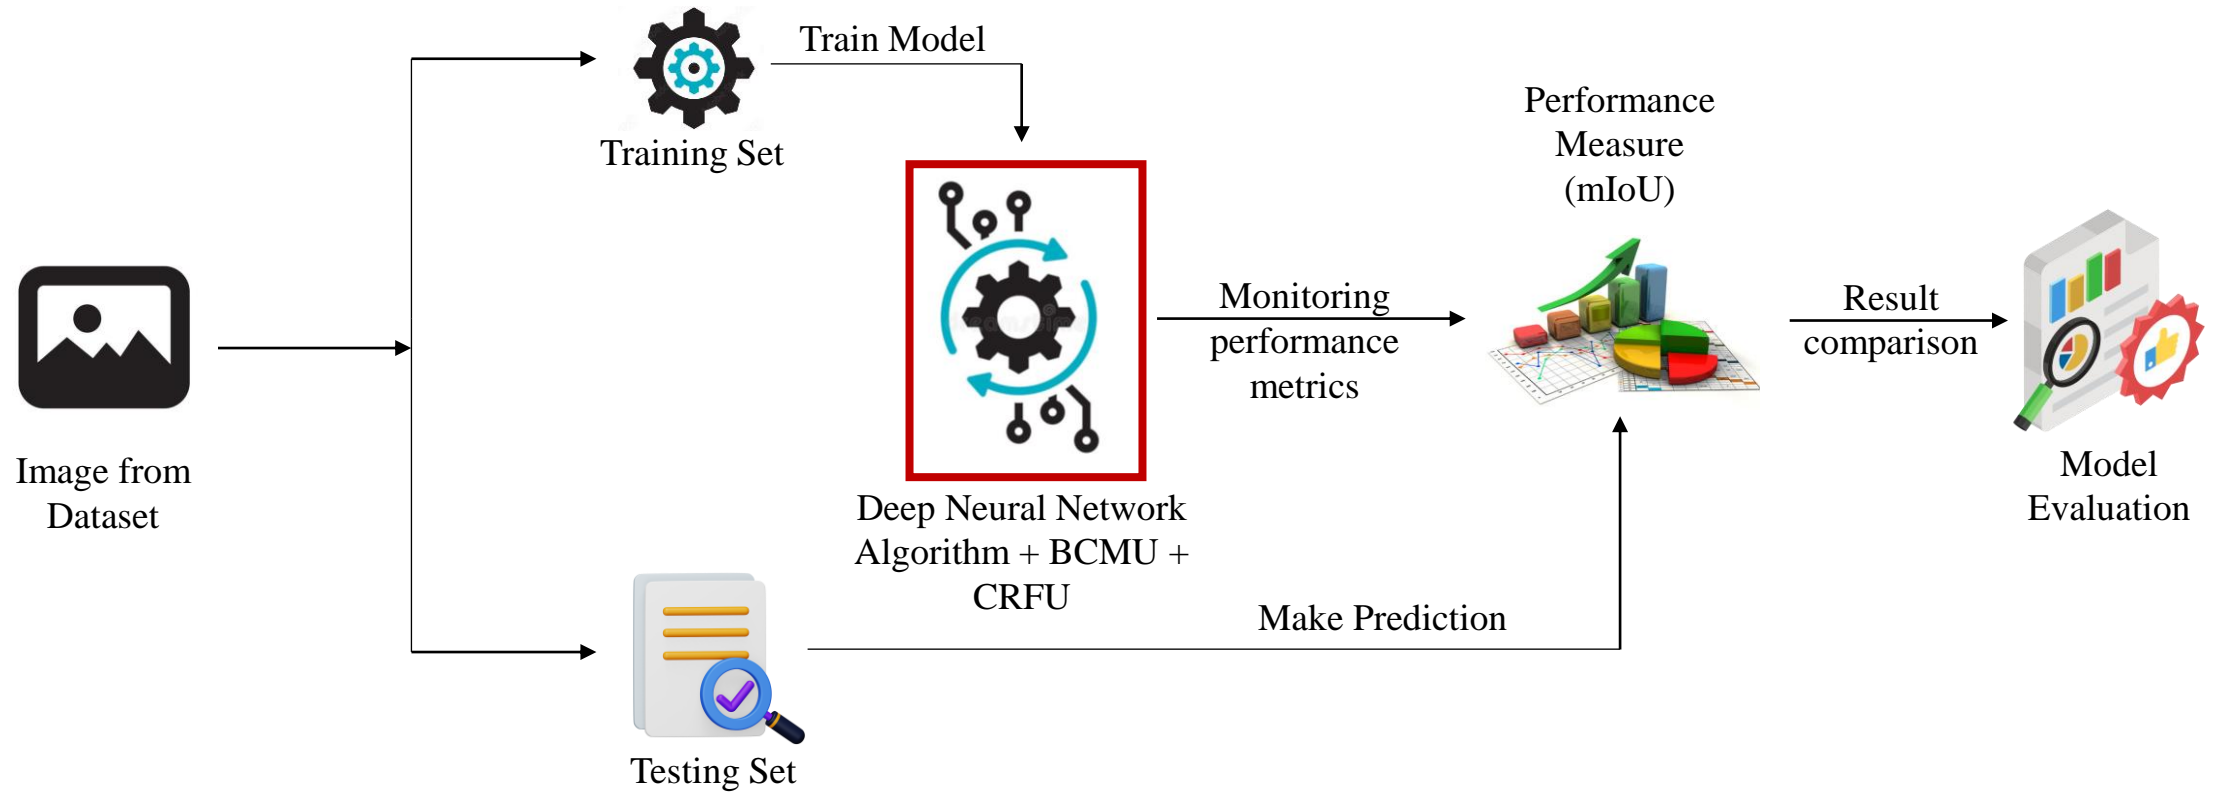 Train Model
Training Set
Performance
Measure
(mIoU)
Image from
Dataset
Deep Neural Network
Algorithm + BCMU +
CRFU
Monitoring
performance
metrics
Result
comparison
Model
Evaluation
Make Prediction
Testing Set